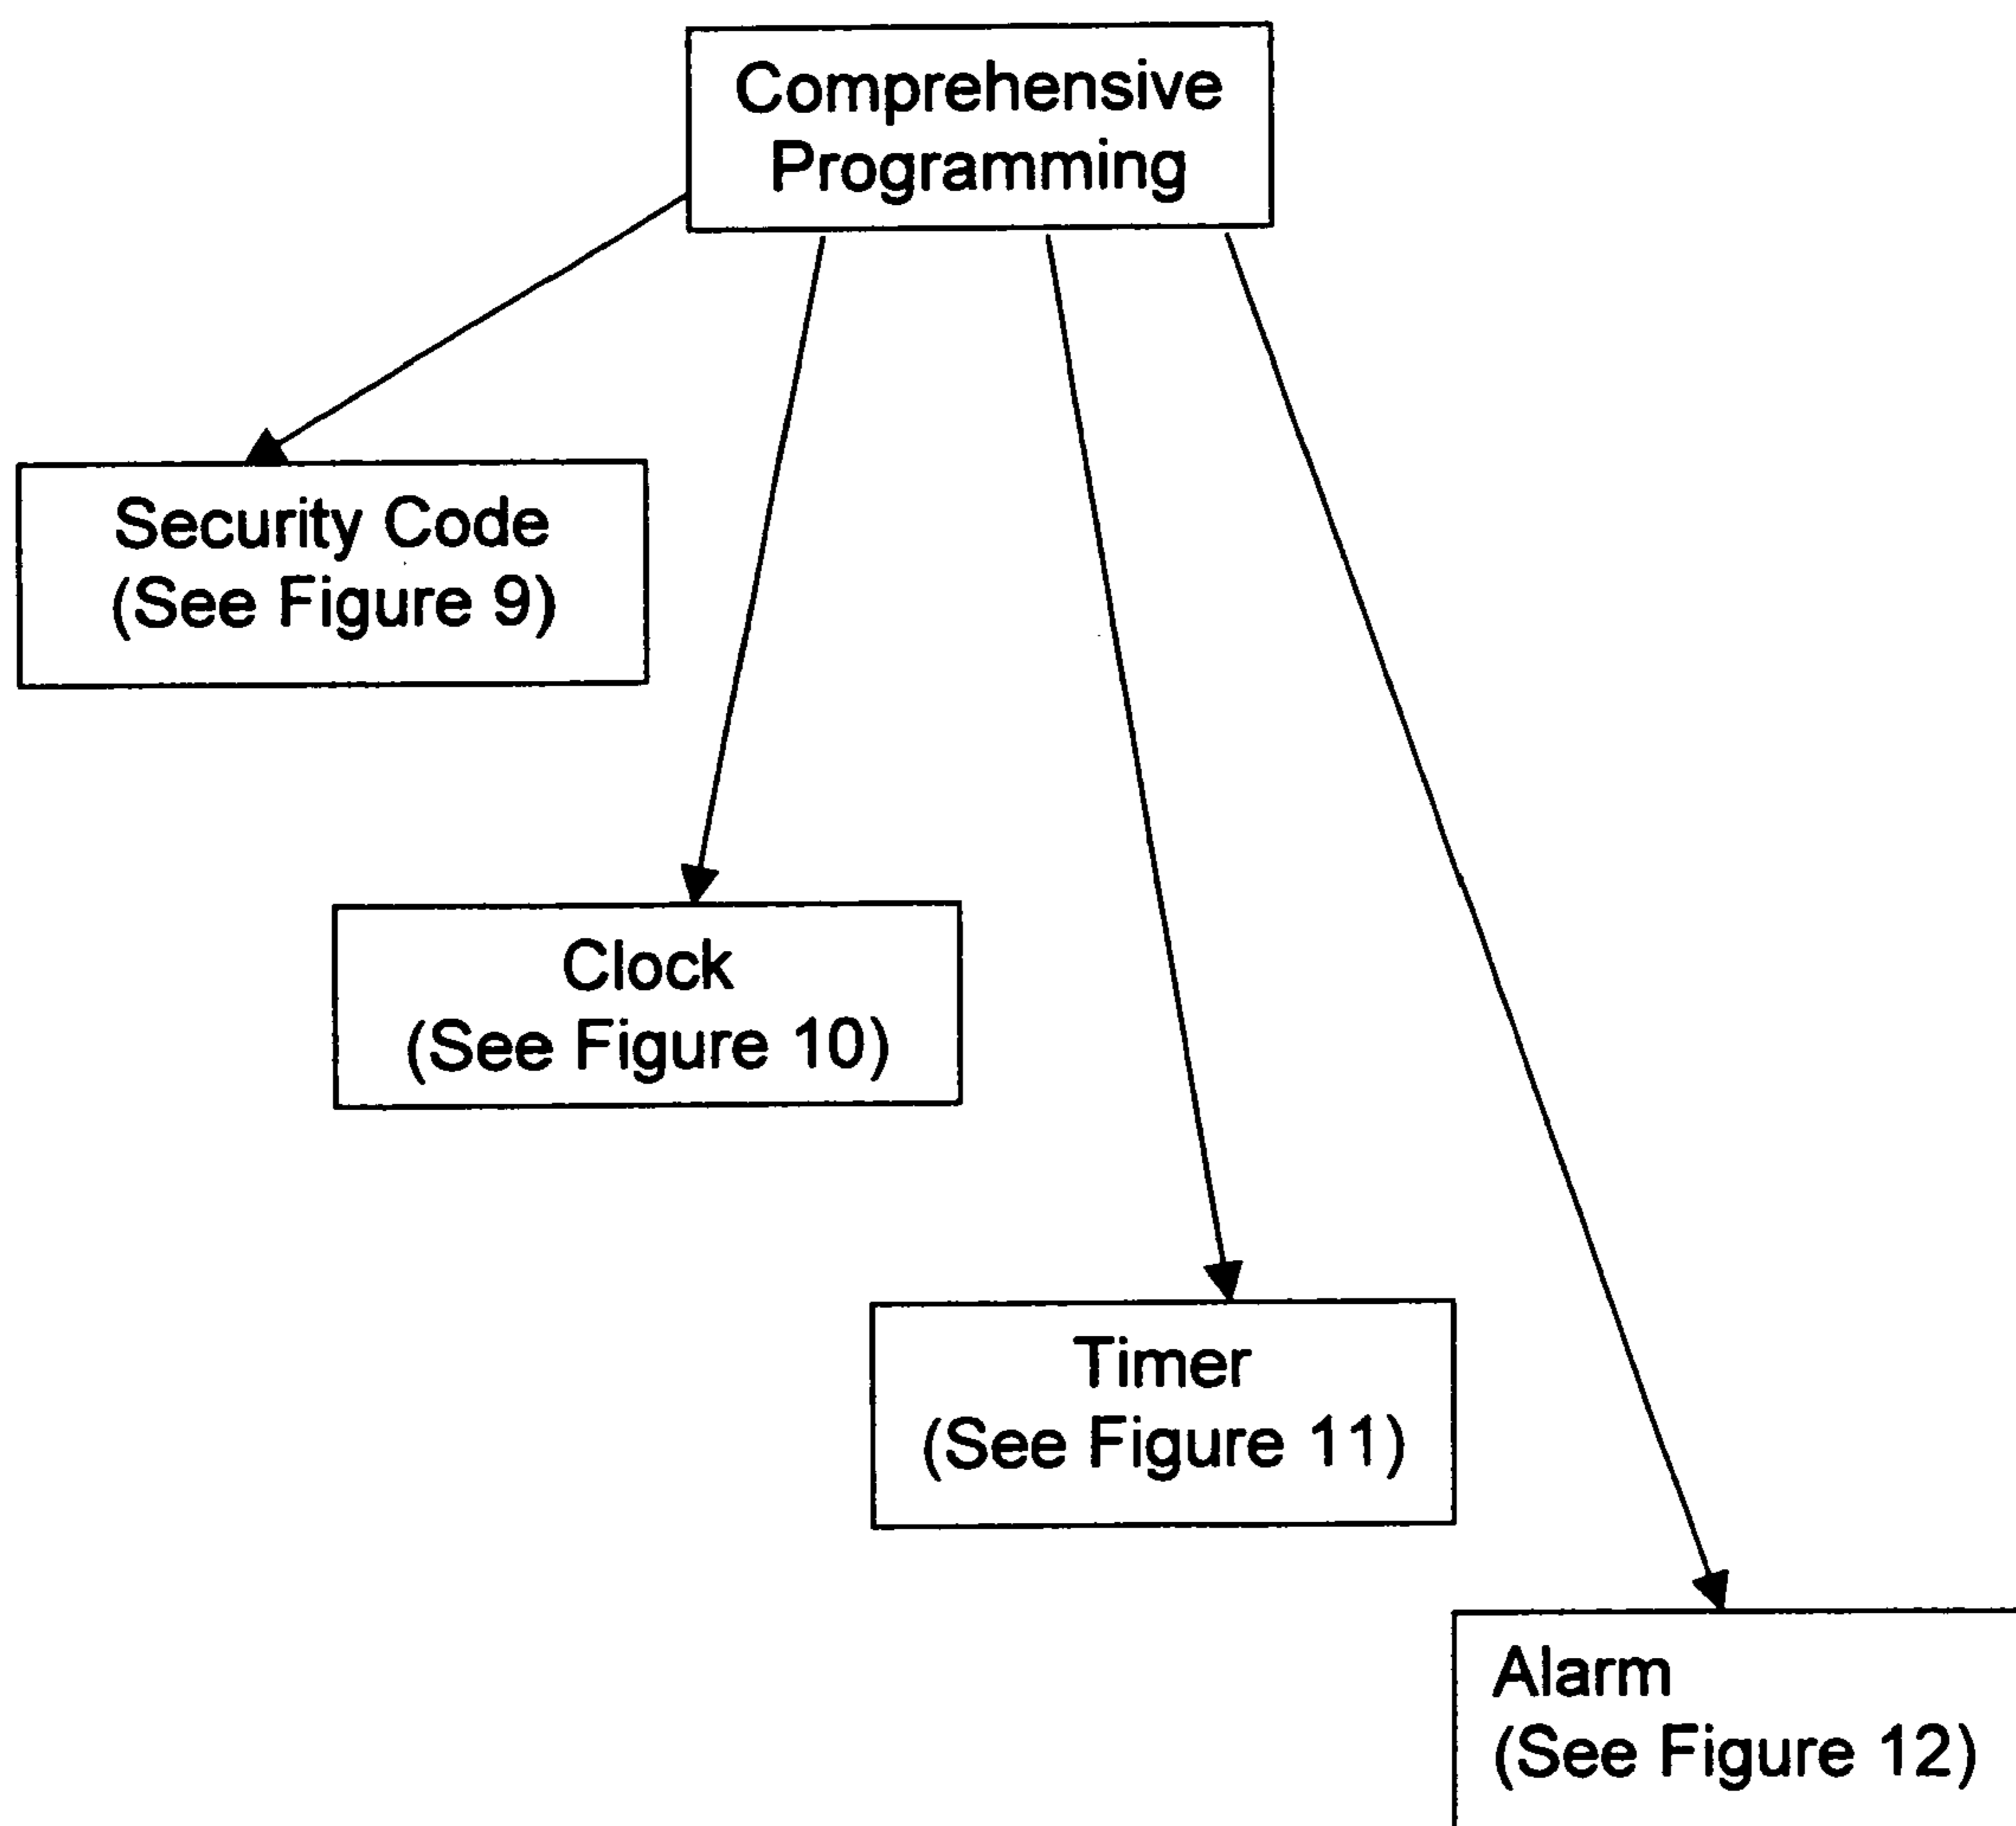 Comprehensive
Programming
Security Code
(See Figure 9)
Clock
(See Figure 10)
Timer
(See Figure 11)
Alarm
(See Figure 12)